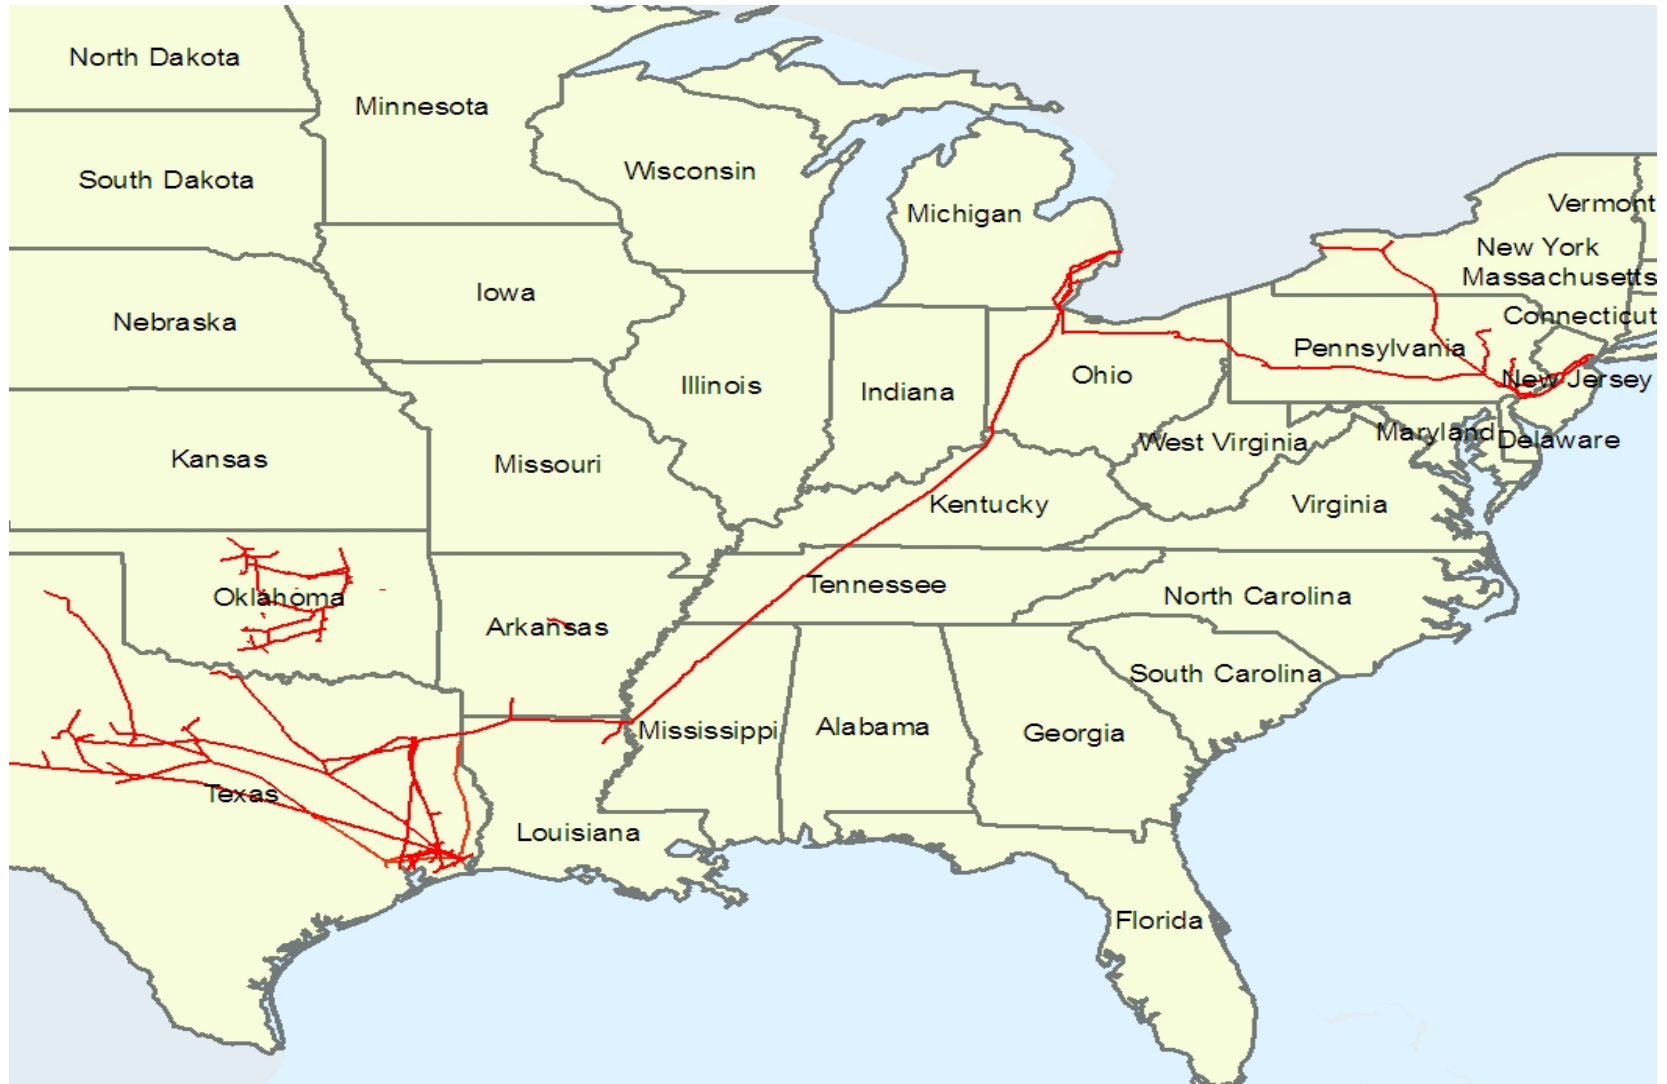 North Dakota
Minnesota
South Dakota
Wisconsin
Michigan
Vermont
New York
Massachusetts
Iowa
Nebraska
Connecticut
Pennsylvania
Ohio
Illinois
Indiana
New Jersey
Maryland
Delaware
West Virginia
Kansas
Missouri
Kentucky
Virginia
Tennessee
Oklahoma
North Carolina
Arkansas
South Carolina
Mississippi
Alabama
Georgia
Texas
Louisiana
Florida